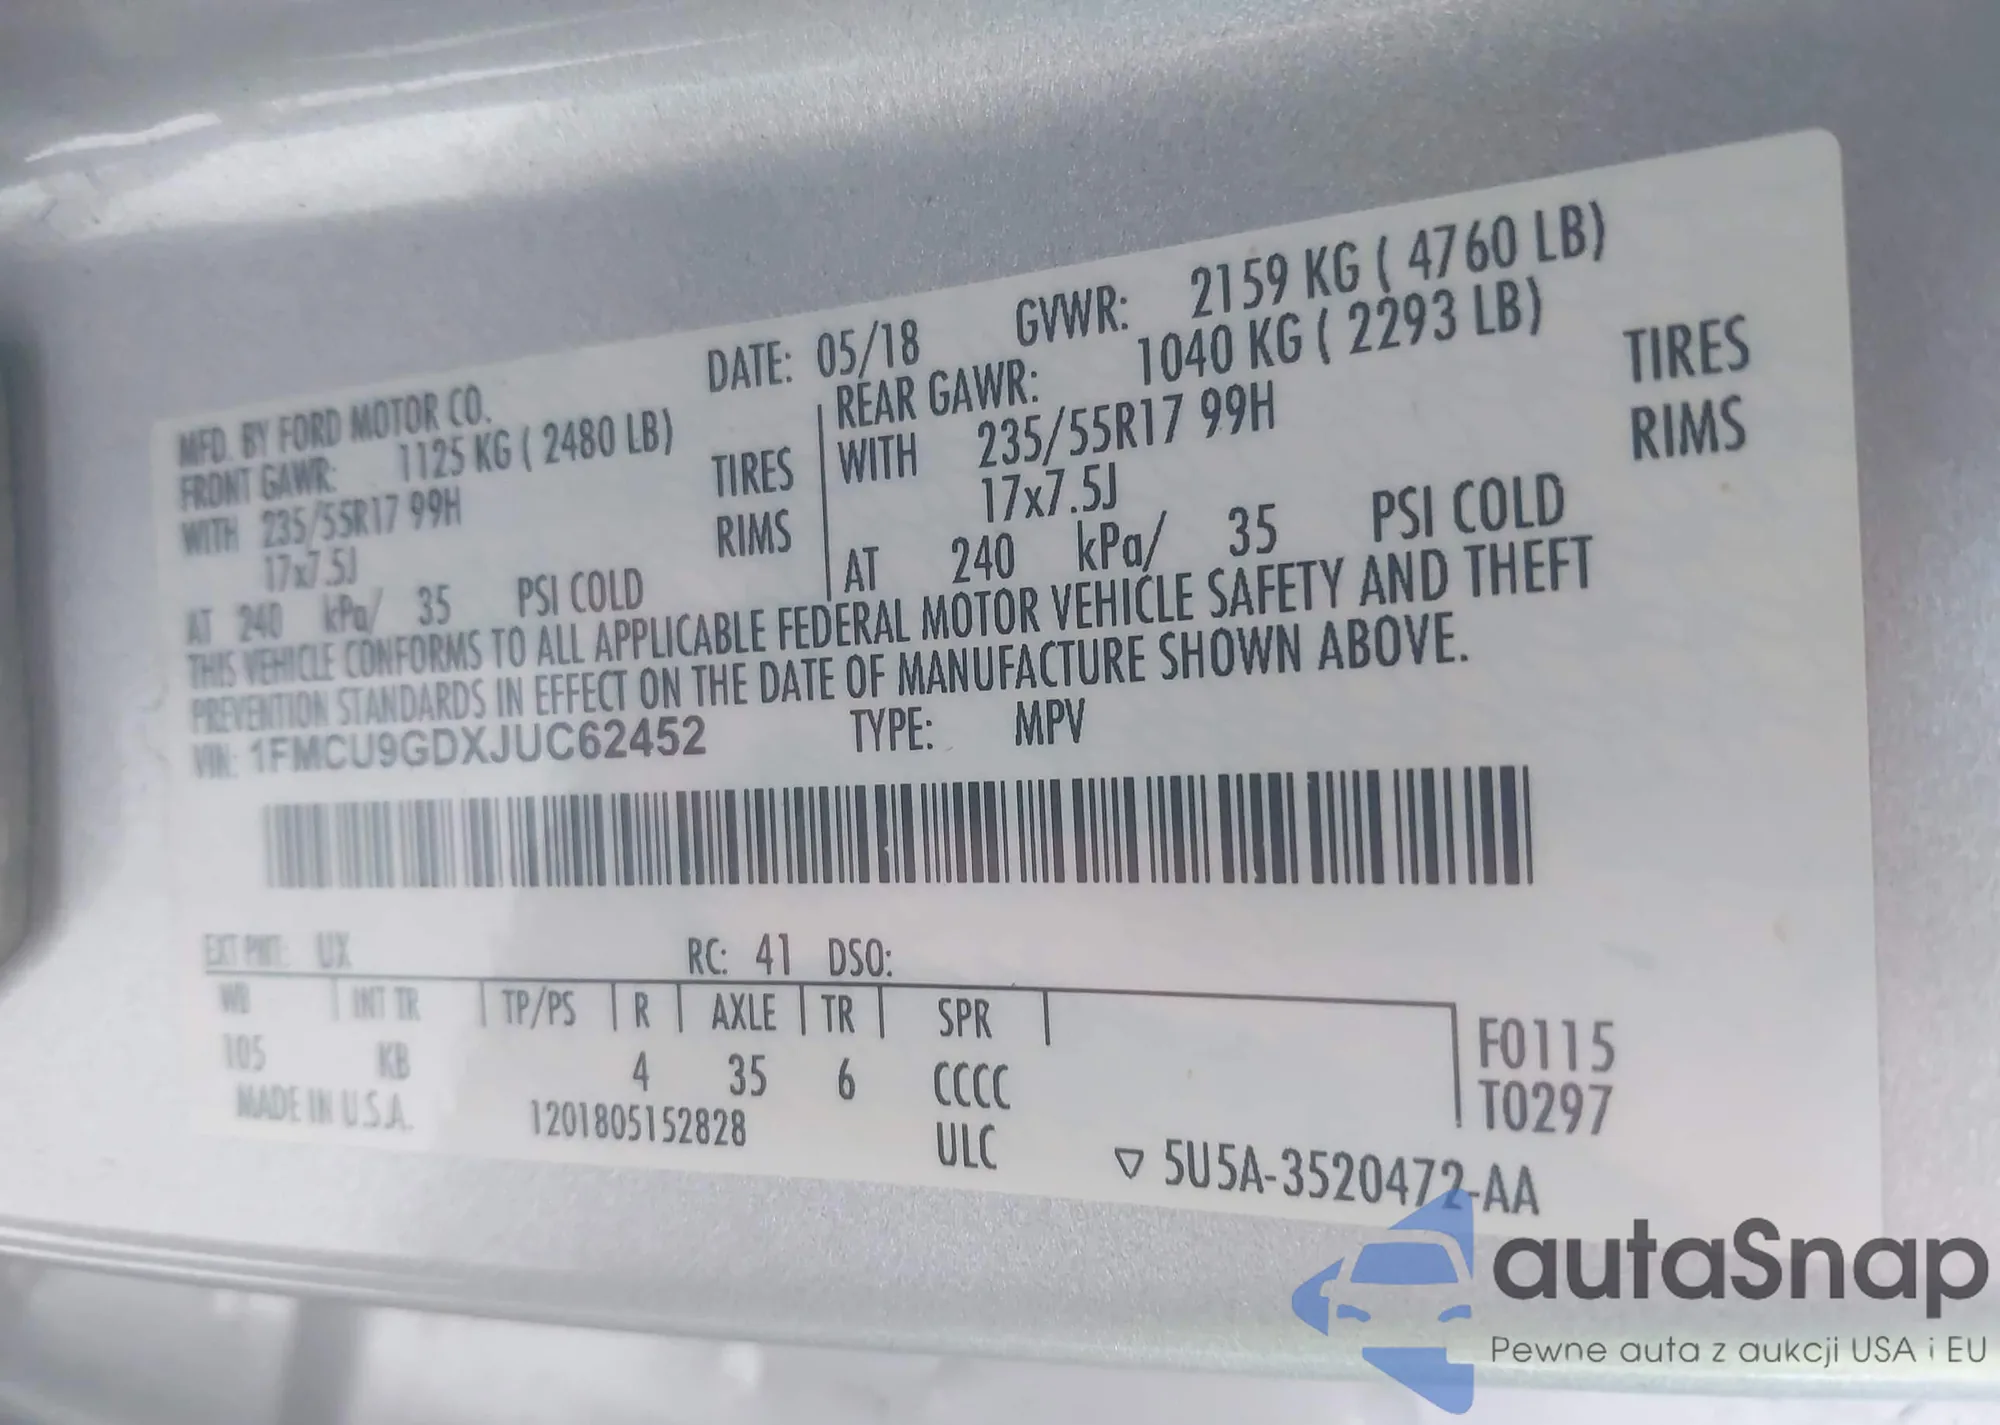 MFD. BY FORD MOTOR CO. DATE: 05/18 GVWR: 2159 KG ( 4760 LB)
FRONT GAWR: 1125 KG ( 2480 LB) REAR GAWR: 1040 KG ( 2293 LB)
WITH 235/55R17 99H TIRES WITH 235/55R17 99H TIRES
17x7.5J RIMS 17x7.5J RIMS
AT 240 kPa/ 35 PSI COLD AT 240 kPa/ 35 PSI COLD
THIS VEHICLE CONFORMS TO ALL APPLICABLE FEDERAL MOTOR VEHICLE SAFETY AND THEFT
PREVENTION STANDARDS IN EFFECT ON THE DATE OF MANUFACTURE SHOWN ABOVE.
VIN: 1FMCU9GDXJUC62452 TYPE: MPV
EXT PNT: UX RC: 41 DSO:
WB INT TR TP/PS R AXLE TR SPR F0115
105 KB 4 35 6 CCCC T0297
MADE IN U.S.A. 1201805152828 ULC 5U5A-3520472-AA
autaSnap
Pewne auta z aukcji USA i EU